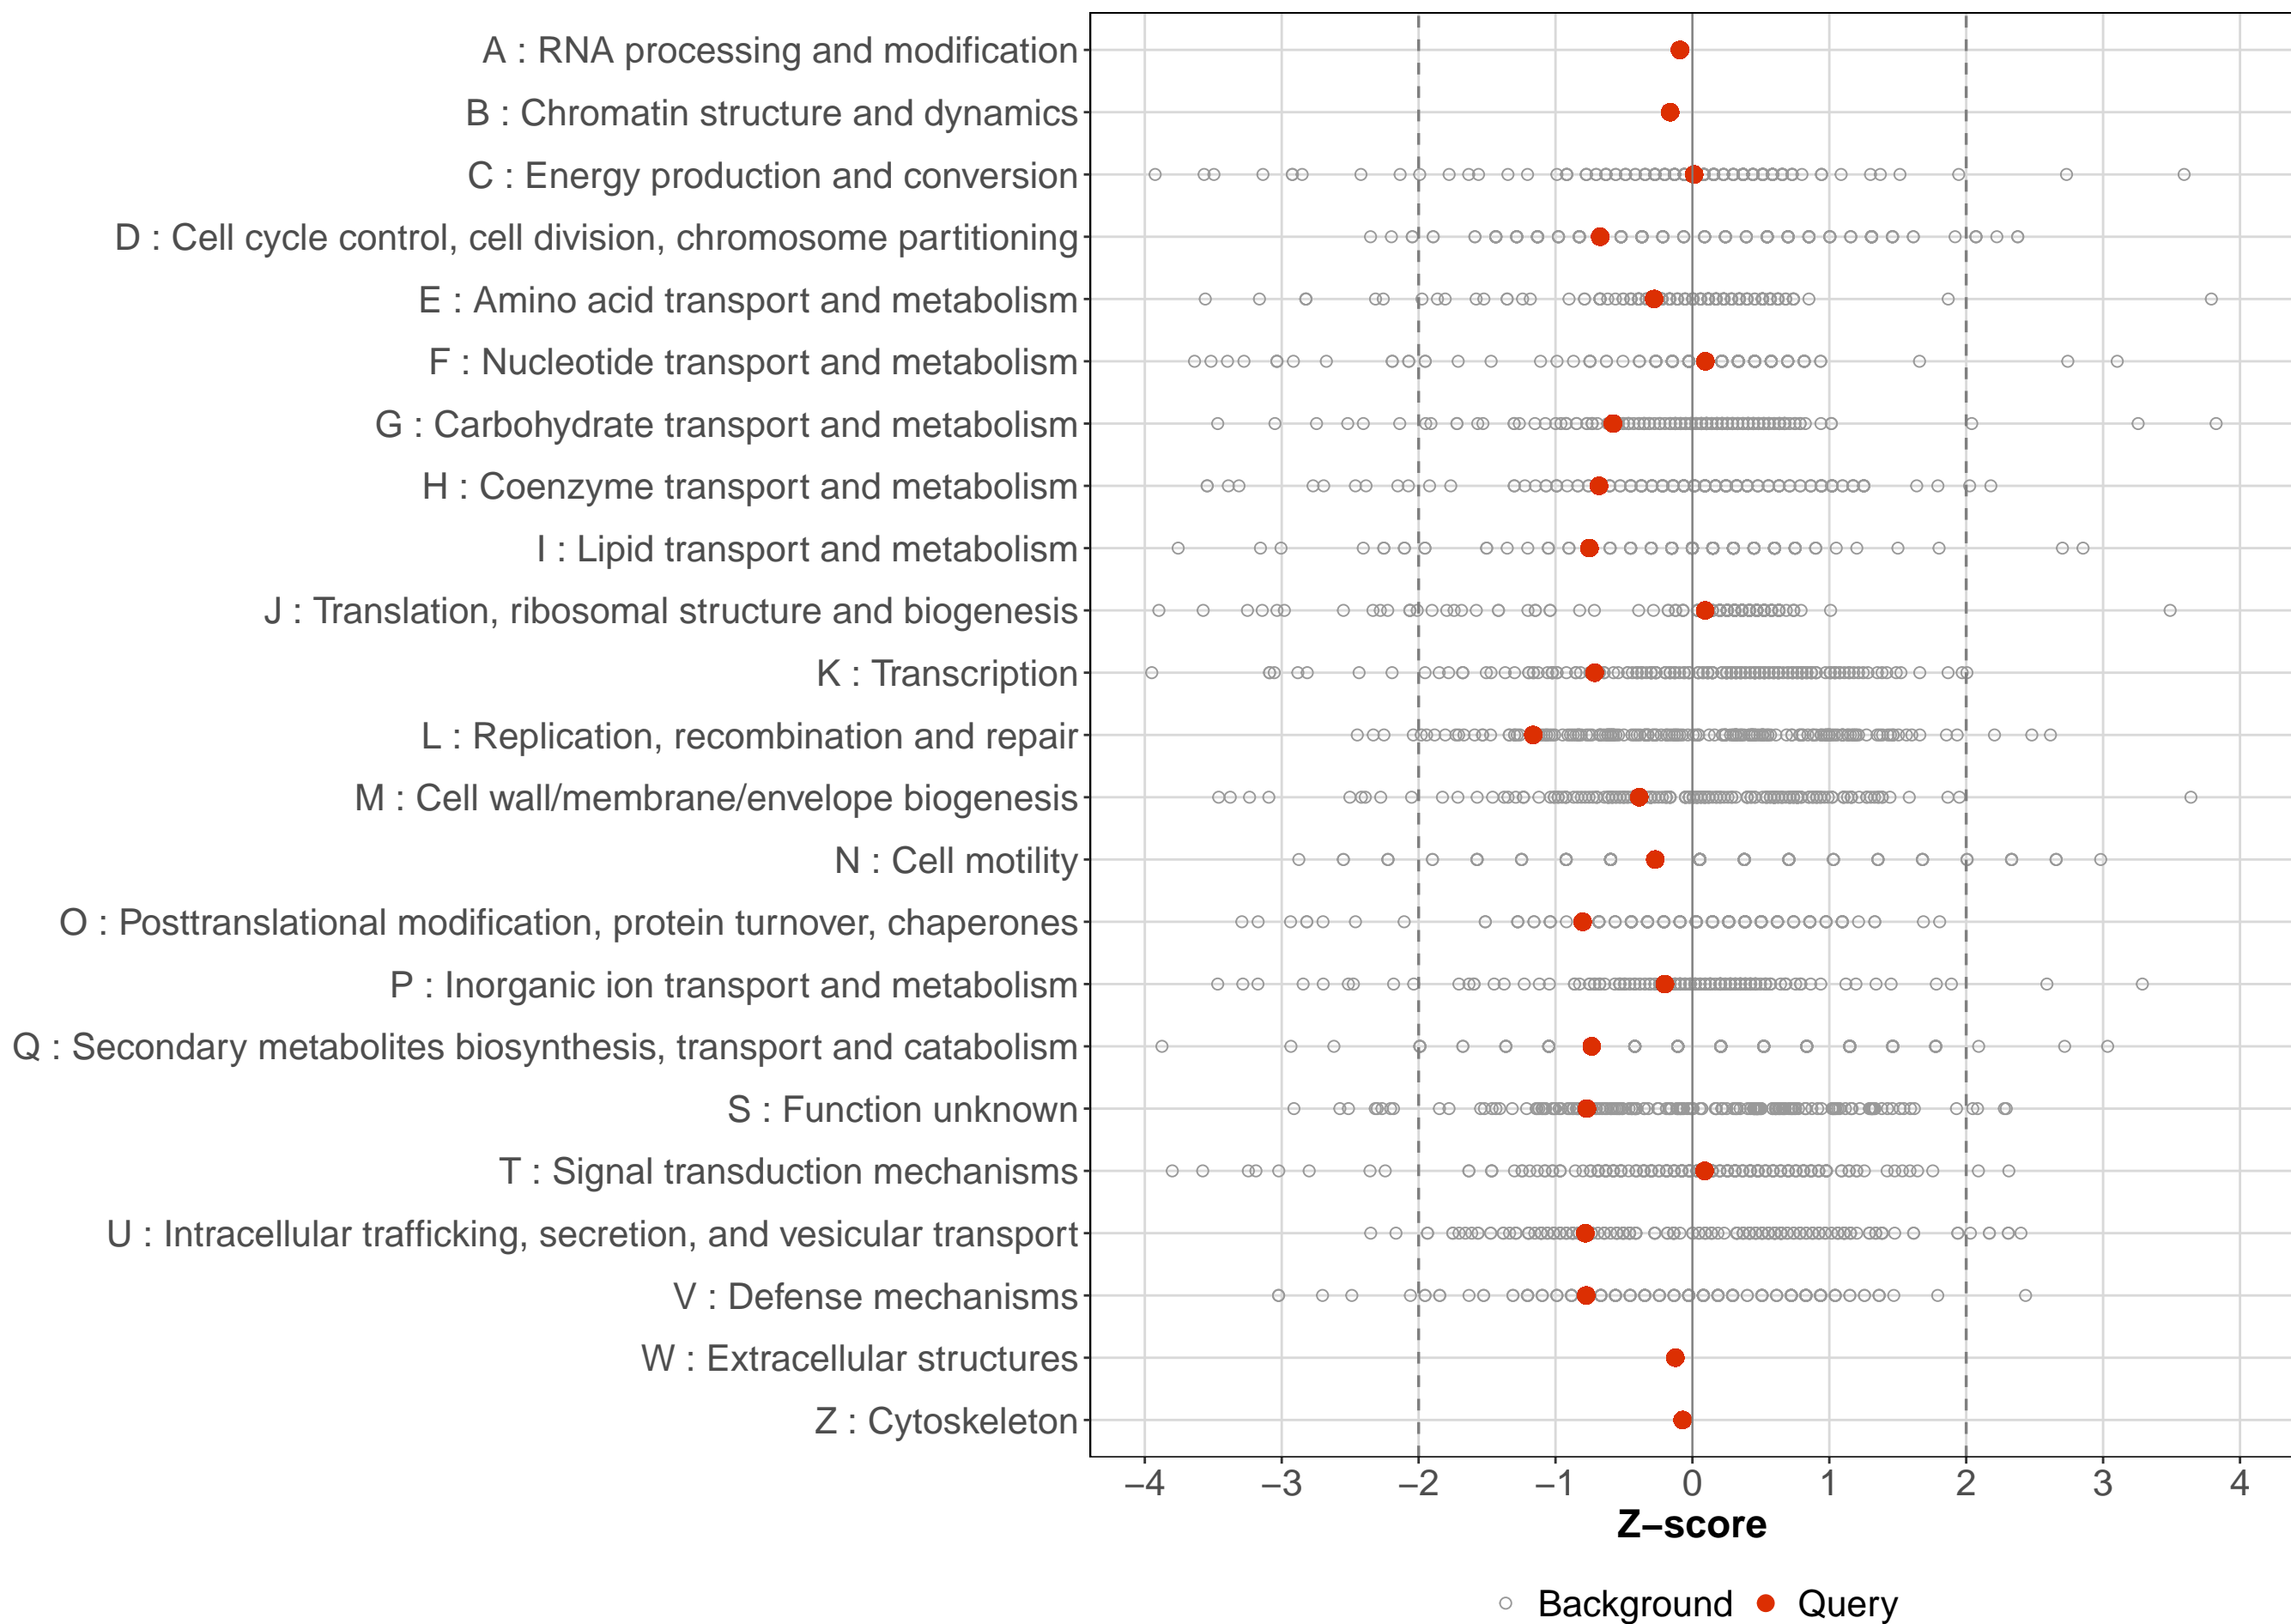 A : RNA processing and modification
B : Chromatin structure and dynamics
C : Energy production and conversion
D : Cell cycle control, cell division, chromosome partitioning
E : Amino acid transport and metabolism
F : Nucleotide transport and metabolism
G : Carbohydrate transport and metabolism
H : Coenzyme transport and metabolism
I : Lipid transport and metabolism
J : Translation, ribosomal structure and biogenesis
K : Transcription
L : Replication, recombination and repair
M : Cell wall/membrane/envelope biogenesis
N : Cell motility
O : Posttranslational modification, protein turnover, chaperones
P : Inorganic ion transport and metabolism
Q : Secondary metabolites biosynthesis, transport and catabolism
S : Function unknown
T : Signal transduction mechanisms
U : Intracellular trafficking, secretion, and vesicular transport
V : Defense mechanisms
W : Extracellular structures
Z : Cytoskeleton
−4 −3 −2 −1 0 1 2 3 4
Z−score
Background Query